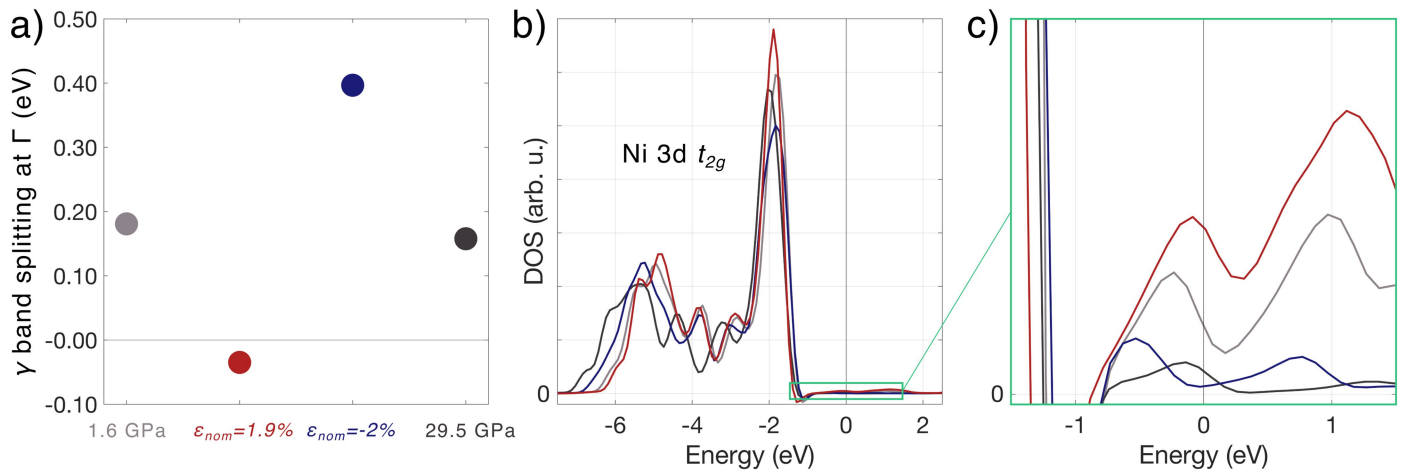 a)
γ band splitting at Γ (eV)
0.50
0.40
0.30
0.20
0.10
-0.00
-0.10
1.6 GPa
εnom=1.9%
εnom=-2%
29.5 GPa
b)
DOS (arb. u.)
0
Ni 3d t2g
-6 -4 -2 0 2
Energy (eV)
c)
0
-1 0 1
Energy (eV)